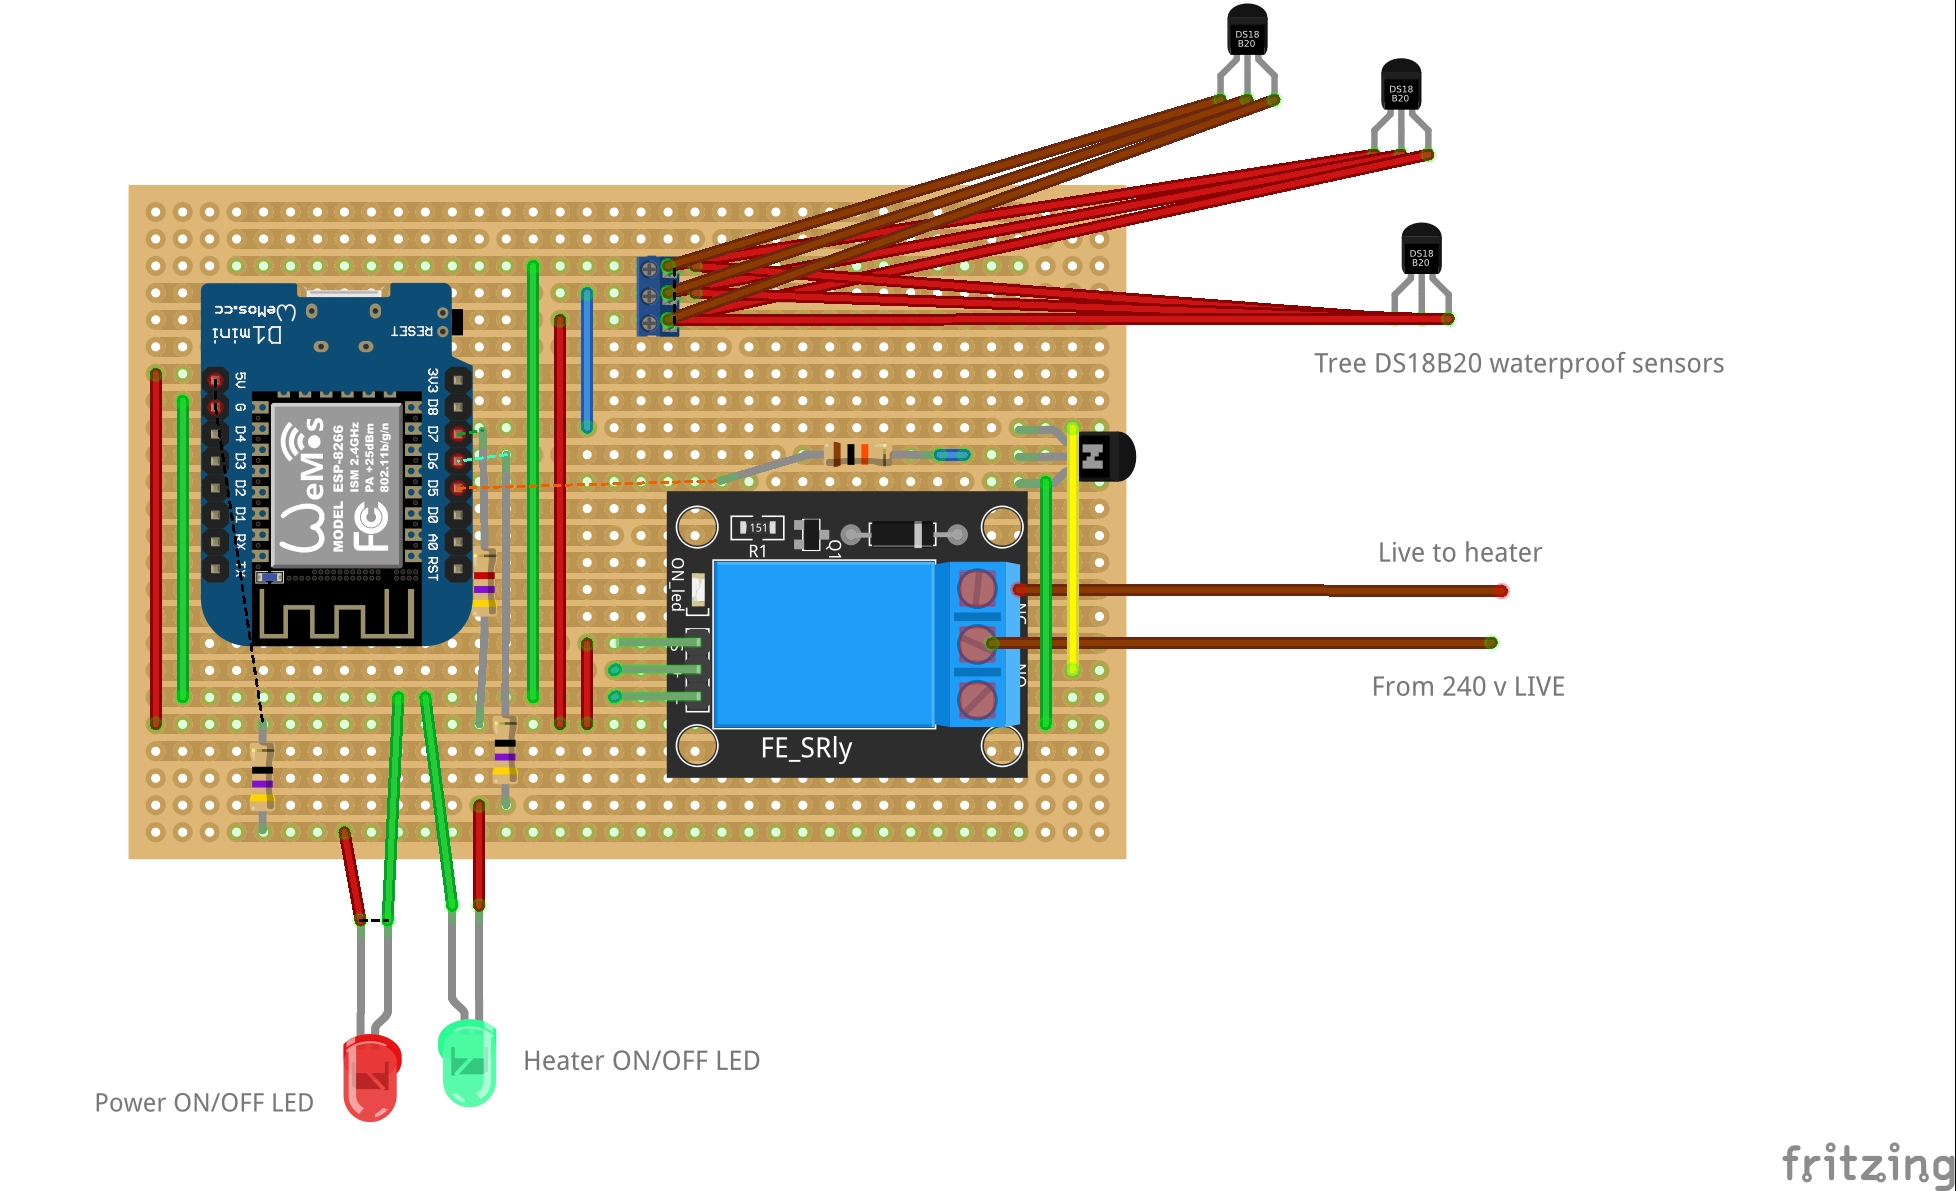 DS18
B20
DS18
B20
DS18
B20
Tree DS18B20 waterproof sensors
WeMos.cc
D1mini
RESET
5V
G
D4
D3
D2
D1
RX
TX
3V3
D8
D7
D6
D5
D0
A0
RST
WeMos
MODEL ESP-8266
ISM 2.4GHz
PA +25dBm
802.11b/g/n
FC
151
R1
Q1
ON_led
S
+
NO
FE_SRly
Live to heater
From 240 v LIVE
Heater ON/OFF LED
Power ON/OFF LED
fritzing